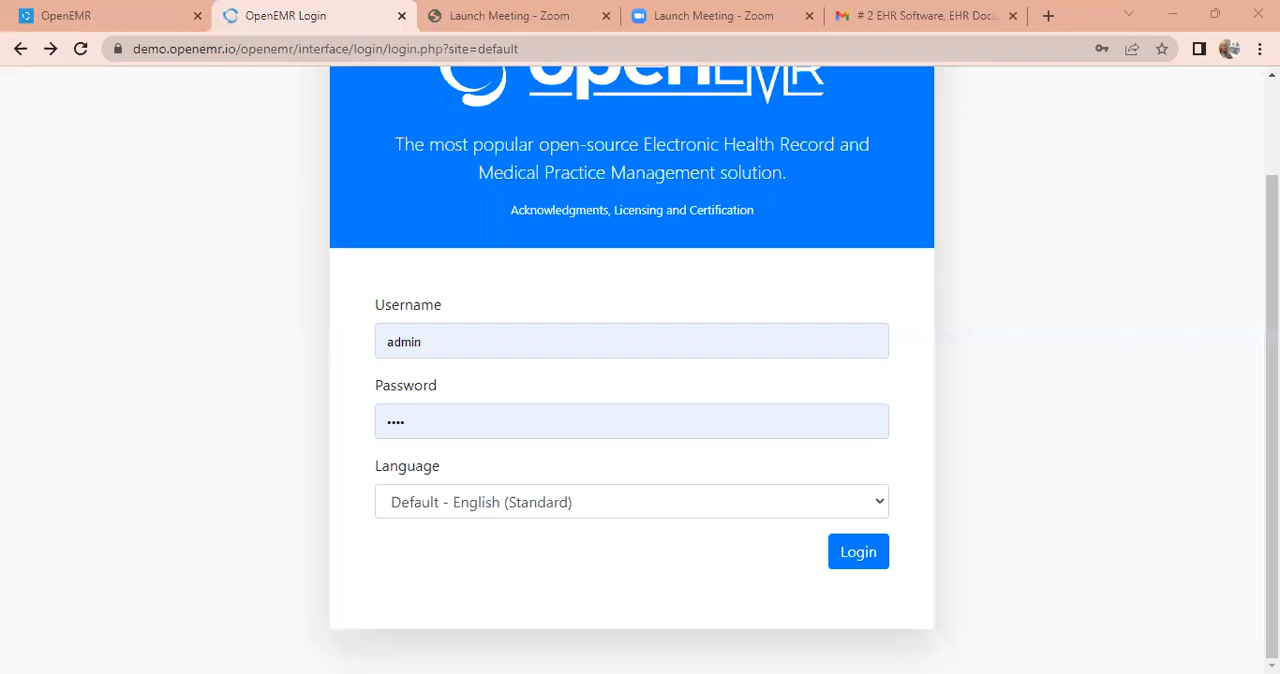 OpenEMR
OpenEMR Login
Launch Meeting - Zoom
Launch Meeting - Zoom
# 2 EHR Software, EHR Docu
demo.openemr.io/openemr/interface/login/login.php?site=default
openEMR
The most popular open-source Electronic Health Record and
Medical Practice Management solution.
Acknowledgments, Licensing and Certification
Username
admin
Password
••••
Language
Default - English (Standard)
Login